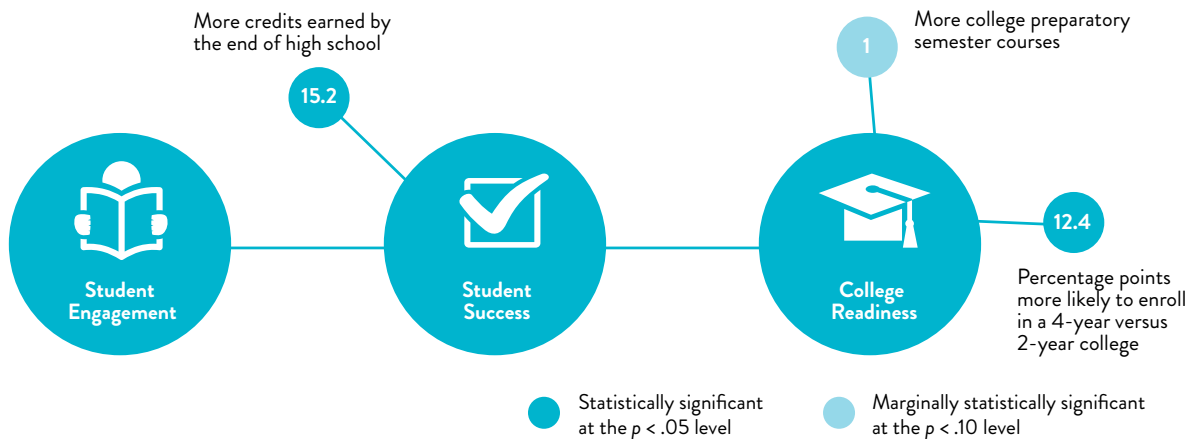 More credits earned by
the end of high school
15.2
1
More college preparatory
semester courses
Student
Engagement
Student
Success
College
Readiness
12.4
Percentage points
more likely to enroll
in a 4-year versus
2-year college
Statistically significant
at the p < .05 level
Marginally statistically significant
at the p < .10 level